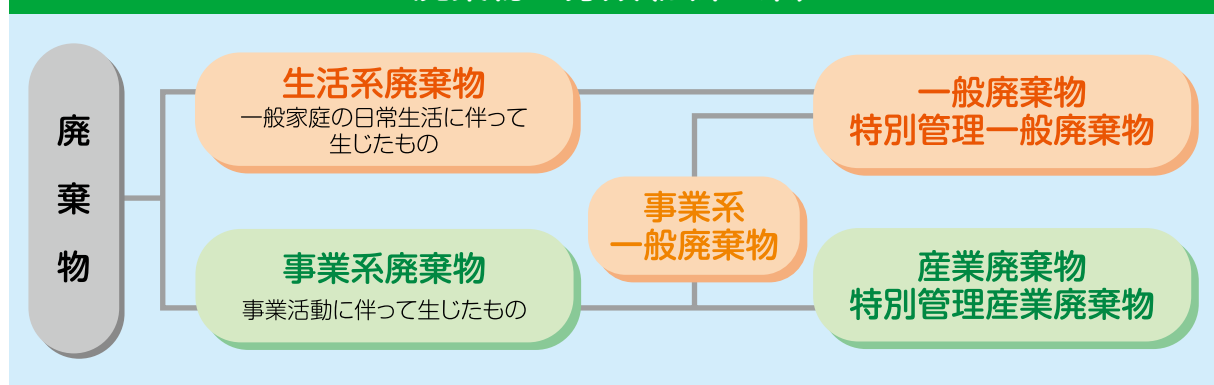 廃棄物
生活系廃棄物
一般家庭の日常生活に伴って
生じたもの
事業系廃棄物
事業活動に伴って生じたもの
事業系
一般廃棄物
一般廃棄物
特別管理一般廃棄物
産業廃棄物
特別管理産業廃棄物